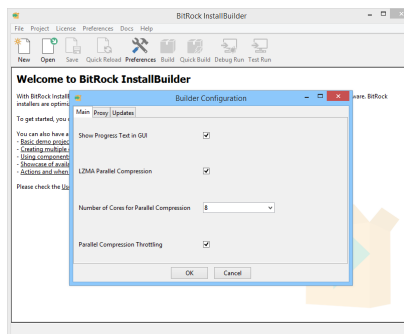 BitRock InstallBuilder
File Project License Preferences Docs Help
New Open Save Quick Reload Preferences Build Quick Build Debug Run Test Run
Welcome to BitRock InstallBuilder
With BitRock Install
ware, BitRock
installers are optimi
To get started, you
You can also have a
- Basic demo projec
- Creating multiple
- Using component
- Showcase of availa
- Actions and when
Please check the Use
Builder Configuration
Main Proxy Updates
Show Progress Text in GUI
LZMA Parallel Compression
Number of Cores for Parallel Compression 8
Parallel Compression Throttling
OK Cancel